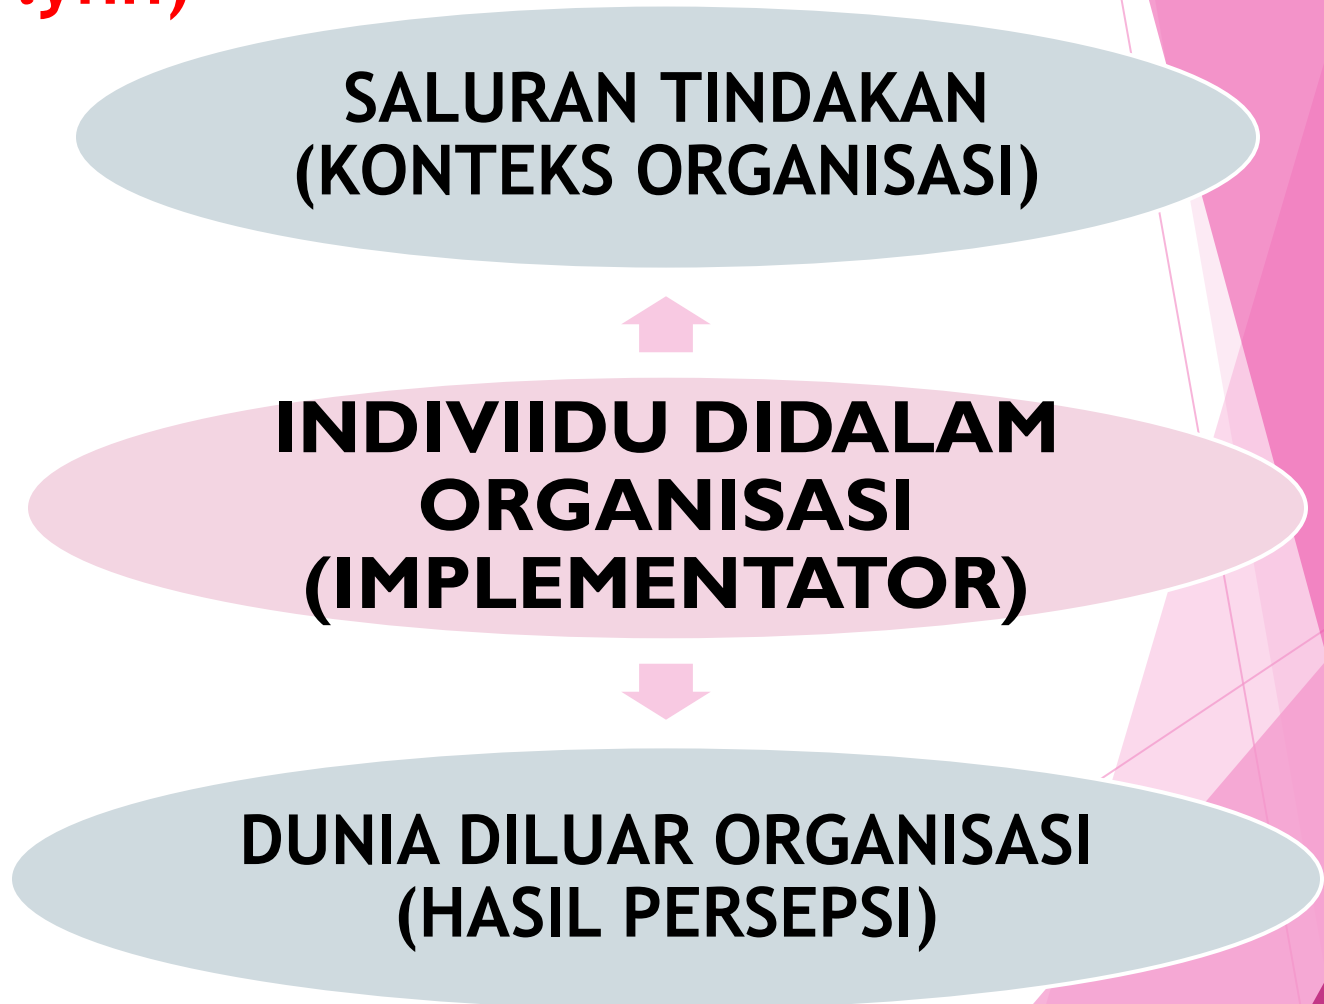 SALURAN TINDAKAN
(KONTEKS ORGANISASI)
INDIVIIDU DIDALAM
ORGANISASI
(IMPLEMENTATOR)
DUNIA DILUAR ORGANISASI
(HASIL PERSEPSI)